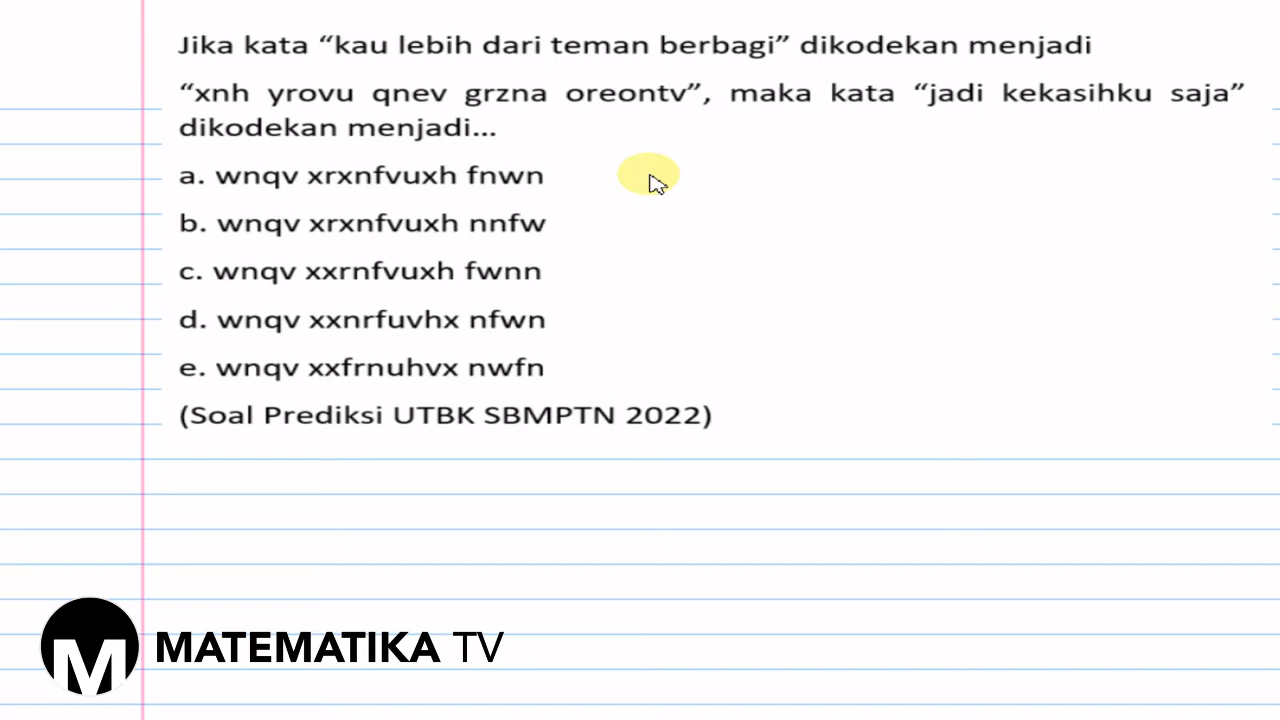 Jika kata “kau lebih dari teman berbagi” dikodekan menjadi
“xnh yrovu qnev grzna oreontv”, maka kata “jadi kekasihku saja”
dikodekan menjadi...
a. wnqv xrxnfvuxh fnwn
b. wnqv xrxnfvuxh nnfw
c. wnqv xxrnfvuxh fwnn
d. wnqv xxnrfuvhx nfwn
e. wnqv xxfrnuhvx nwfn
(Soal Prediksi UTBK SBMPTN 2022)
M MATEMATIKA TV